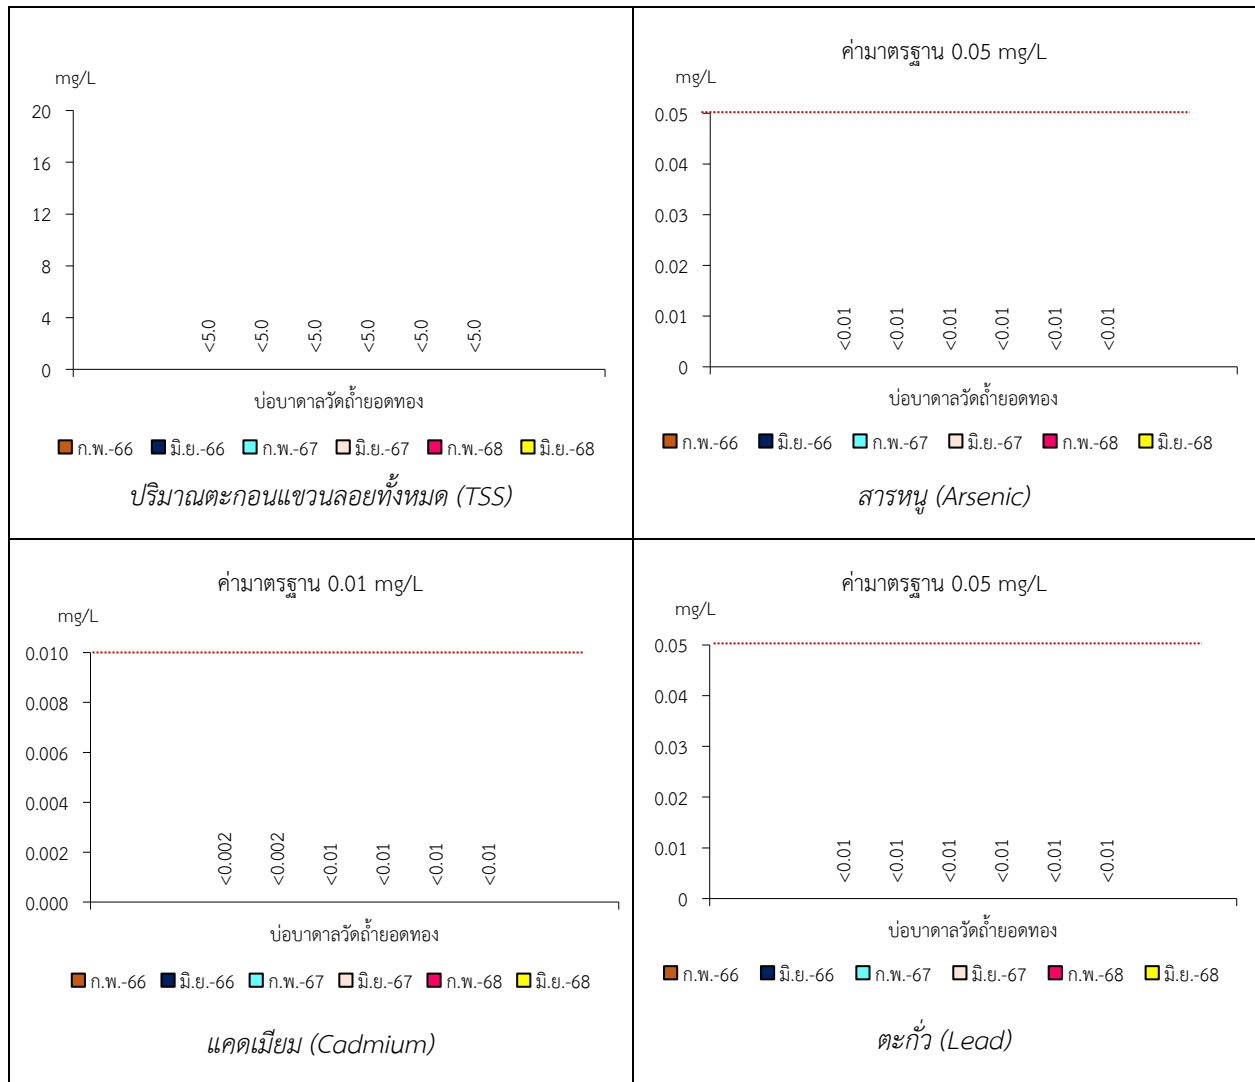 mg/L
20
16
12
8
4
0
<5.0 <5.0 <5.0 <5.0 <5.0 <5.0
บ่อบาดาลวัดถ้ำยอดทอง
ก.พ.-66 มิ.ย.-66 ก.พ.-67 มิ.ย.-67 ก.พ.-68 มิ.ย.-68
ปริมาณตะกอนแขวนลอยทั้งหมด (TSS)
ค่ามาตรฐาน 0.05 mg/L
mg/L
0.05
0.04
0.03
0.02
0.01
0
<0.01 <0.01 <0.01 <0.01 <0.01 <0.01
บ่อบาดาลวัดถ้ำยอดทอง
ก.พ.-66 มิ.ย.-66 ก.พ.-67 มิ.ย.-67 ก.พ.-68 มิ.ย.-68
สารหนู (Arsenic)
ค่ามาตรฐาน 0.01 mg/L
mg/L
0.010
0.008
0.006
0.004
0.002
0.000
<0.002 <0.002 <0.01 <0.01 <0.01 <0.01
บ่อบาดาลวัดถ้ำยอดทอง
ก.พ.-66 มิ.ย.-66 ก.พ.-67 มิ.ย.-67 ก.พ.-68 มิ.ย.-68
แคดเมียม (Cadmium)
ค่ามาตรฐาน 0.05 mg/L
mg/L
0.05
0.04
0.03
0.02
0.01
0
<0.01 <0.01 <0.01 <0.01 <0.01 <0.01
บ่อบาดาลวัดถ้ำยอดทอง
ก.พ.-66 มิ.ย.-66 ก.พ.-67 มิ.ย.-67 ก.พ.-68 มิ.ย.-68
ตะกั่ว (Lead)